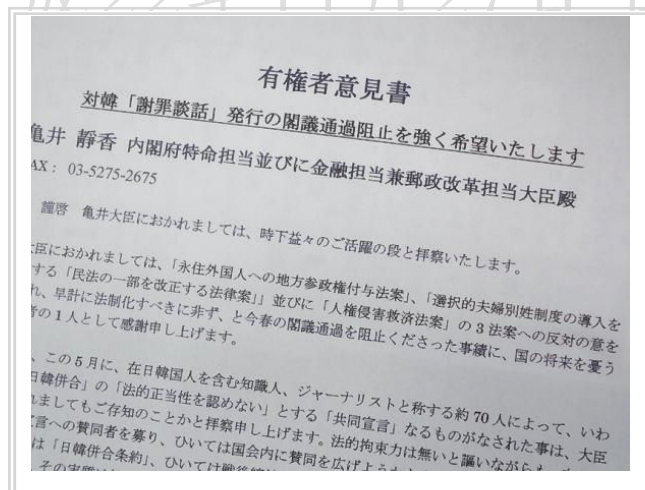 有権者意見書
対韓「謝罪談話」発行の閣議通過阻止を強く希望いたします
亀井 靜香 内閣府特命担当並びに金融担当兼郵政改革担当大臣殿
AX： 03-5275-2675
謹啓 亀井大臣におかれましては、時下益々のご活躍の段と拝察いたします。
臣におかれましては、「永住外国人への地方参政権付与法案」、「選択的夫婦別姓制度の導入を
する「民法の一部を改正する法律案」」並びに「人権侵害救済法案」の3法案への反対の意を
れ、早計に法制化すべきに非ず、と今春の閣議通過を阻止くださった事績に、国の将来を憂う
者の1人として感謝申し上げます。
、この5月に、在日韓国人を含む知識人、ジャーナリストと称する約70人によって、いわ
日韓併合」の「法的正当性を認めない」とする「共同宣言」なるものがなされた事は、大臣
れましてもご存知のことかと拝察申し上げます。法的拘束力は無いと謳いながらも、
宣言への賛同者を募り、ひいては国会内に賛同を広げようと
は「日韓併合条約」、ひいては戦後